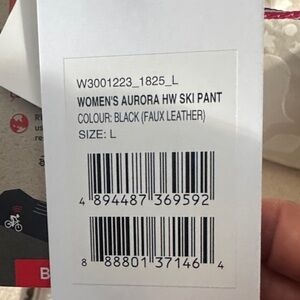 W3001223_1825_L
WOMEN'S AURORA HW SKI PANT
COLOUR: BLACK (FAUX LEATHER)
SIZE: L
4 894487 369592
8 88801 37146 4